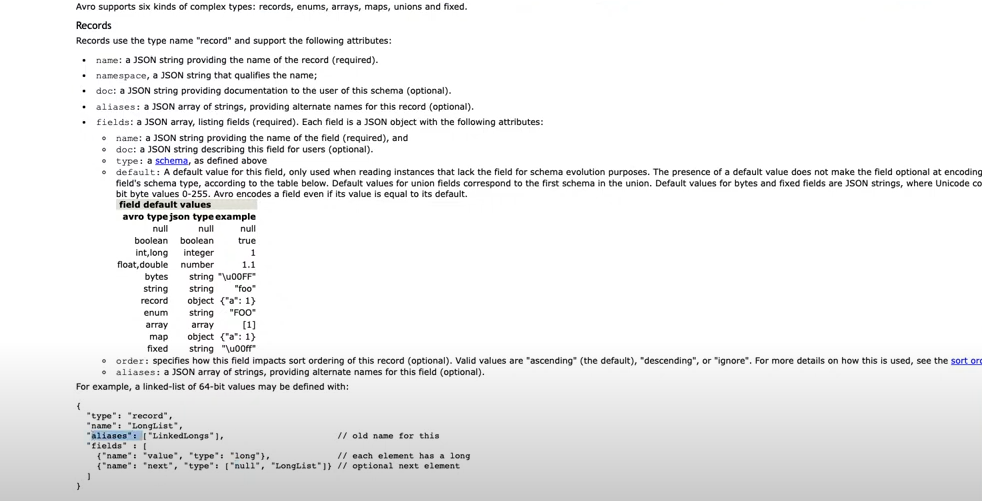 Avro supports six kinds of complex types: records, enums, arrays, maps, unions and fixed.
Records
Records use the type name "record" and support the following attributes:
• name: a JSON string providing the name of the record (required).
• namespace, a JSON string that qualifies the name;
• doc: a JSON string providing documentation to the user of this schema (optional).
• aliases: a JSON array of strings, providing alternate names for this record (optional).
• fields: a JSON array, listing fields (required). Each field is a JSON object with the following attributes:
◦ name: a JSON string providing the name of the field (required), and
◦ doc: a JSON string describing this field for users (optional).
◦ type: a schema, as defined above
◦ default: A default value for this field, only used when reading instances that lack the field for schema evolution purposes. The presence of a default value does not make the field optional at encoding
field's schema type, according to the table below. Default values for union fields correspond to the first schema in the union. Default values for bytes and fixed fields are JSON strings, where Unicode co
bit byte values 0-255. Avro encodes a field even if its value is equal to its default.
field default values
avro type json type example
null null null
boolean boolean true
int,long integer 1
float,double number 1.1
bytes string "\u00FF"
string string "foo"
record object {"a": 1}
enum string "FOO"
array array [1]
map object {"a": 1}
fixed string "\u00ff"
◦ order: specifies how this field impacts sort ordering of this record (optional). Valid values are "ascending" (the default), "descending", or "ignore". For more details on how this is used, see the sort ord
◦ aliases: a JSON array of strings, providing alternate names for this field (optional).
For example, a linked-list of 64-bit values may be defined with:
{
"type": "record",
"name": "LongList",
"aliases": ["LinkedLongs"], // old name for this
"fields" : [
{"name": "value", "type": "long"}, // each element has a long
{"name": "next", "type": ["null", "LongList"]} // optional next element
]
}